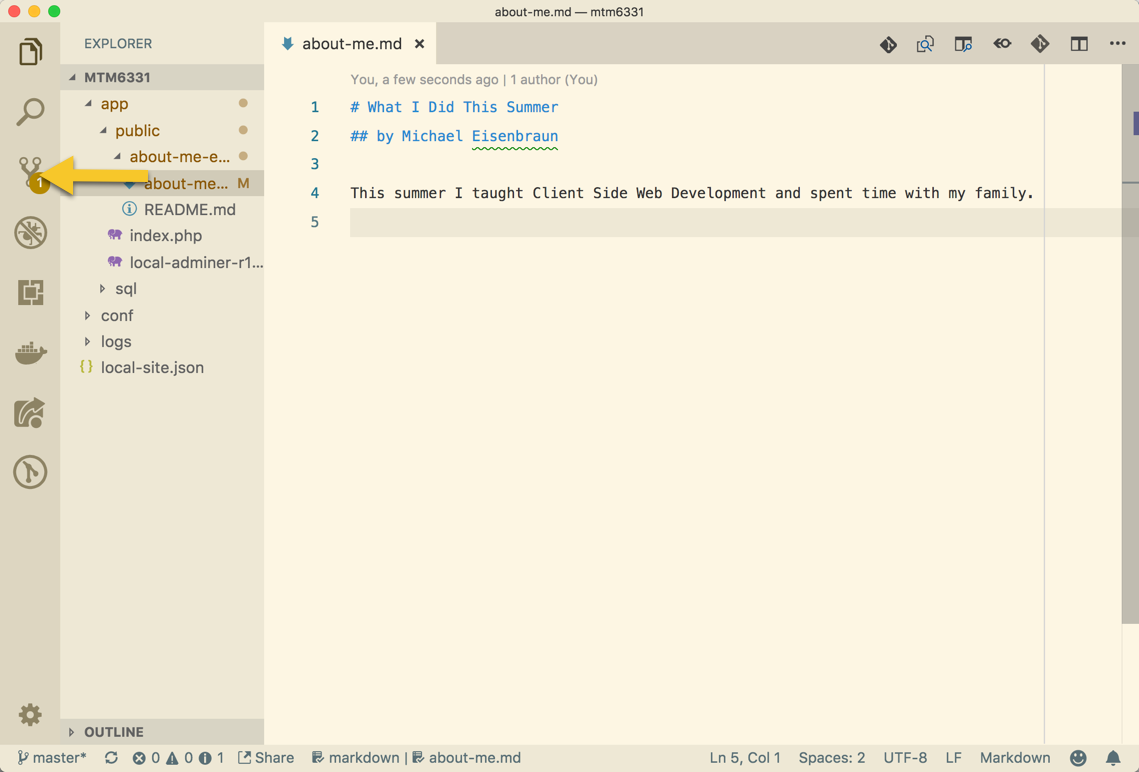 about-me.md — mtm6331
EXPLORER
MTM6331
app
public
about-me-e...
about-me... M
README.md
index.php
local-adminer-r1...
sql
conf
logs
{} local-site.json
OUTLINE
about-me.md ×
You, a few seconds ago | 1 author (You)
1 # What I Did This Summer
2 ## by Michael Eisenbraun
3
4 This summer I taught Client Side Web Development and spent time with my family.
5
1
master* 0 0 1 Share markdown | about-me.md Ln 5, Col 1 Spaces: 2 UTF-8 LF Markdown